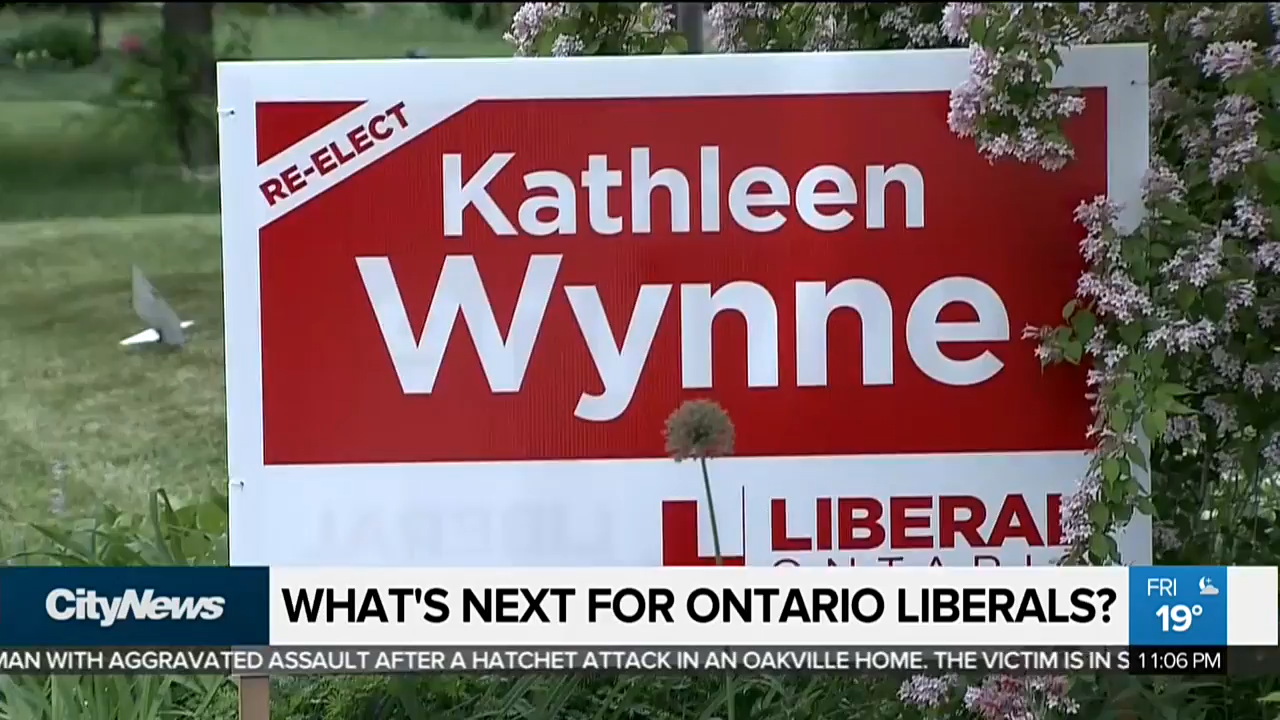 RE-ELECT
Kathleen
Wynne
LIBERAL
ONTARIO
CityNews
WHAT'S NEXT FOR ONTARIO LIBERALS?
FRI
19°
MAN WITH AGGRAVATED ASSAULT AFTER A HATCHET ATTACK IN AN OAKVILLE HOME. THE VICTIM IS IN S
11:06 PM